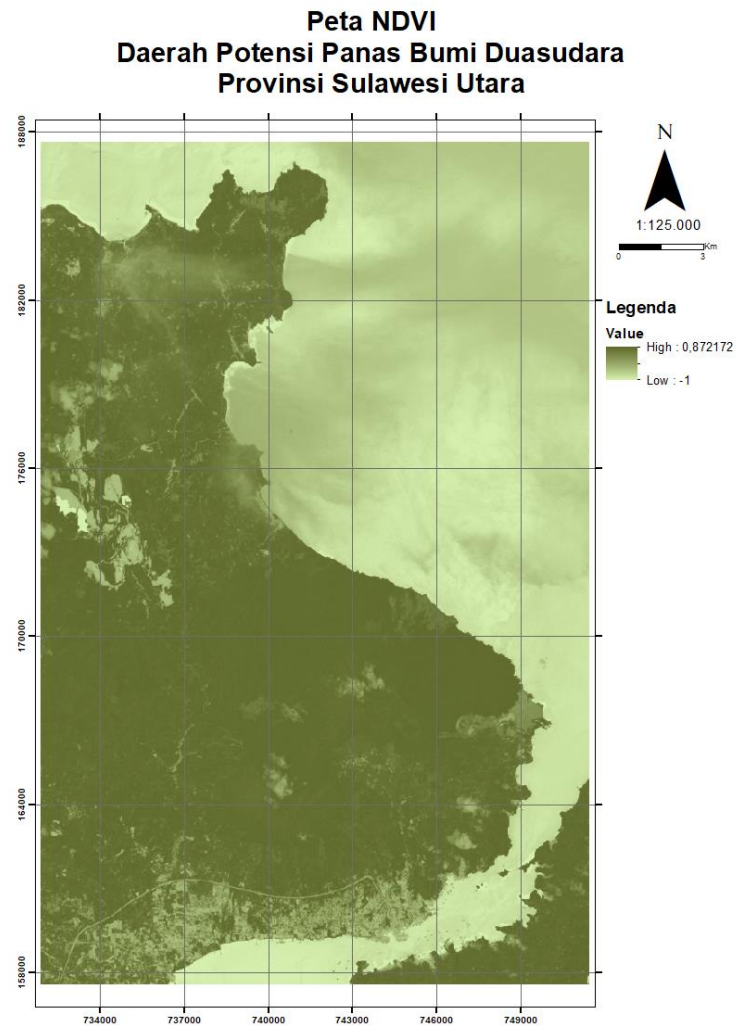 Peta NDVI
Daerah Potensi Panas Bumi Duasudara
Provinsi Sulawesi Utara
N
1:125.000
Km
0 3
Legenda
Value
High : 0,872172
Low : -1
188000
182000
176000
170000
164000
158000
734000 737000 740000 743000 746000 749000